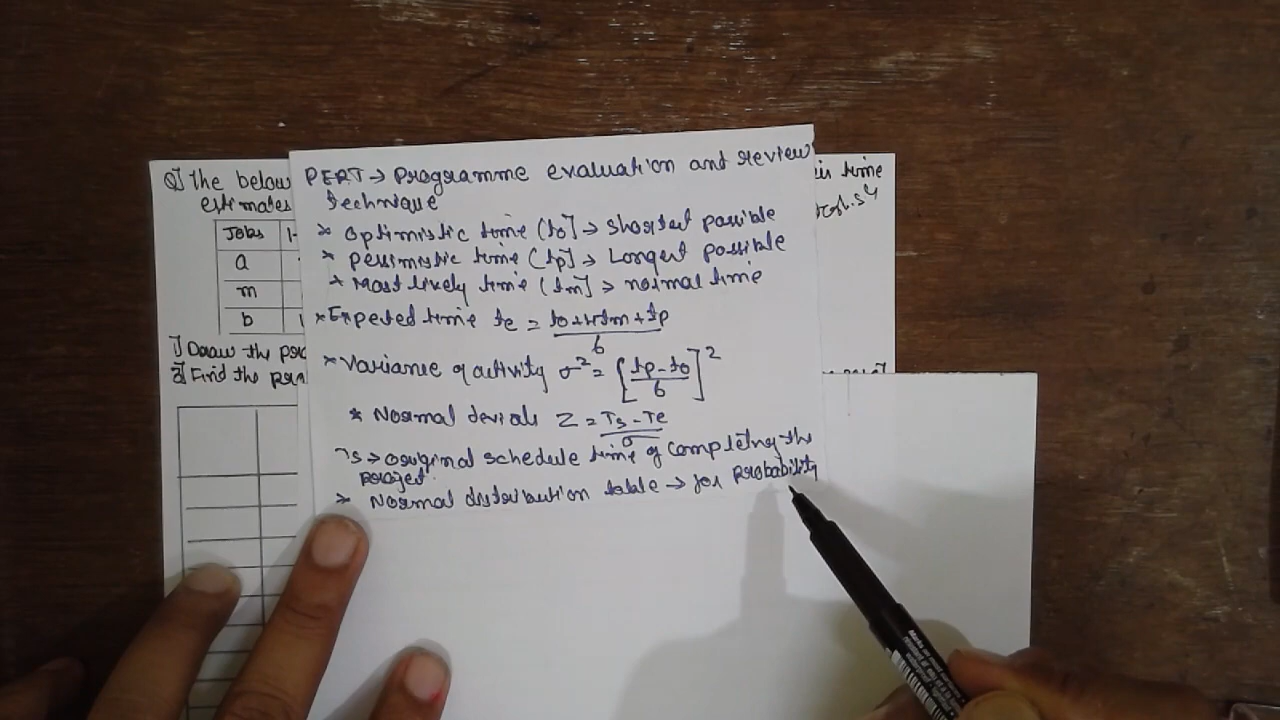 PERT → Programme evaluation and review
technique
* Optimistic time (to] → Shortest possible
* Pessimistic time (tp] → Longest possible
* Most likely time (tm] → normal time
* Expected time te = to+4tm+tp
6
* Variance of activity σ² = [tp-to
6]²
* Normal deviate Z = Ts - Te
σ
Ts → original schedule time of completing the
project
* Normal distribution table → for probability
Q] The below
estimates
Jobs
a
m
b
1] Draw the
2] Find the
time